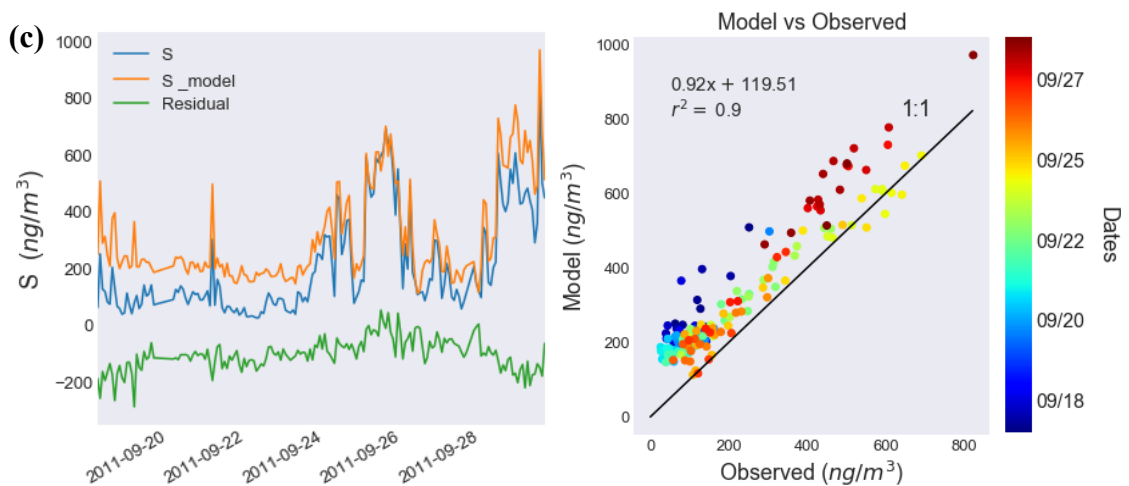 (c)
S
S _model
Residual
1000
800
600
400
200
0
−200
S (ng/m³)
2011-09-20
2011-09-22
2011-09-24
2011-09-26
2011-09-28
Model vs Observed
0.92x + 119.51
r² = 0.9
1:1
1000
800
600
400
200
0
Model (ng/m³)
0
200
400
600
800
Observed (ng/m³)
09/27
09/25
09/22
09/20
09/18
Dates